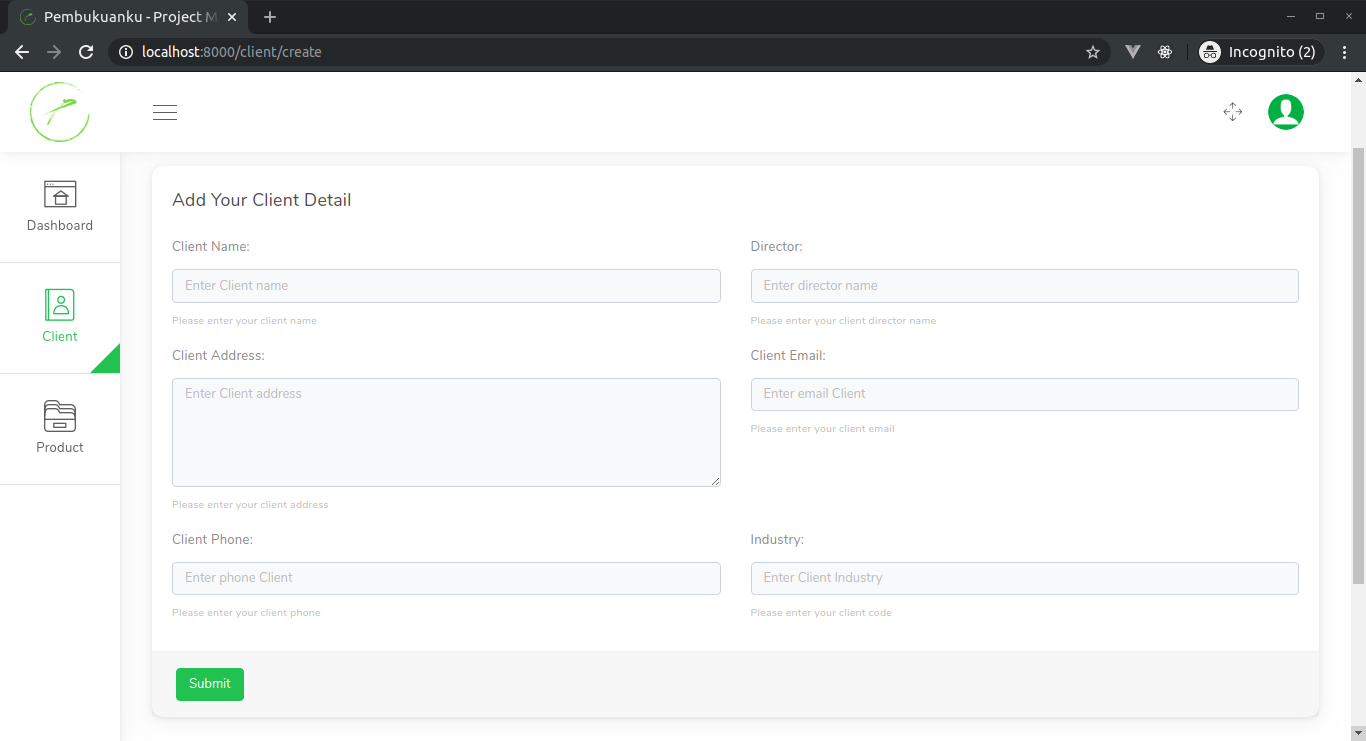 Pembukuanku - Project M
localhost:8000/client/create
Incognito (2)
Dashboard
Client
Product
Add Your Client Detail
Client Name:
Enter Client name
Please enter your client name
Director:
Enter director name
Please enter your client director name
Client Address:
Enter Client address
Please enter your client address
Client Email:
Enter email Client
Please enter your client email
Client Phone:
Enter phone Client
Please enter your client phone
Industry:
Enter Client Industry
Please enter your client code
Submit